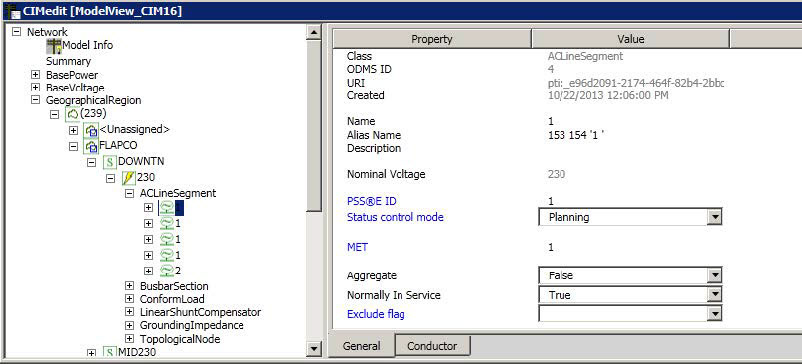 CIMedit [ModelView_CIM16]
Network
Model Info
Summary
BasePower
BaseVoltage
GeographicalRegion
(239)
<Unassigned>
FLAPCO
DOWNTN
230
ACLineSegment
1
1
1
2
BusbarSection
ConformLoad
LinearShuntCompensator
GroundingImpedance
TopologicalNode
MID230
Property Value
Class ACLineSegment
ODMS ID 4
URI pti:_e96d2091-2174-464f-82b4-2bbc
Created 10/22/2013 12:06:00 PM
Name 1
Alias Name 153 154 '1 '
Description
Nominal Voltage 230
PSS®E ID 1
Status control mode Planning
MET 1
Aggregate False
Normally In Service True
Exclude flag
General Conductor